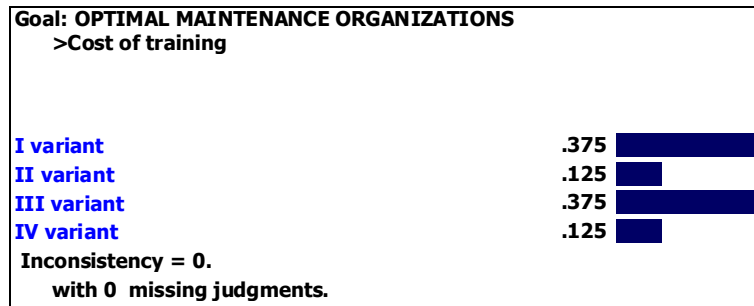 Goal: OPTIMAL MAINTENANCE ORGANIZATIONS
>Cost of training
I variant .375
II variant .125
III variant .375
IV variant .125
Inconsistency = 0.
with 0 missing judgments.